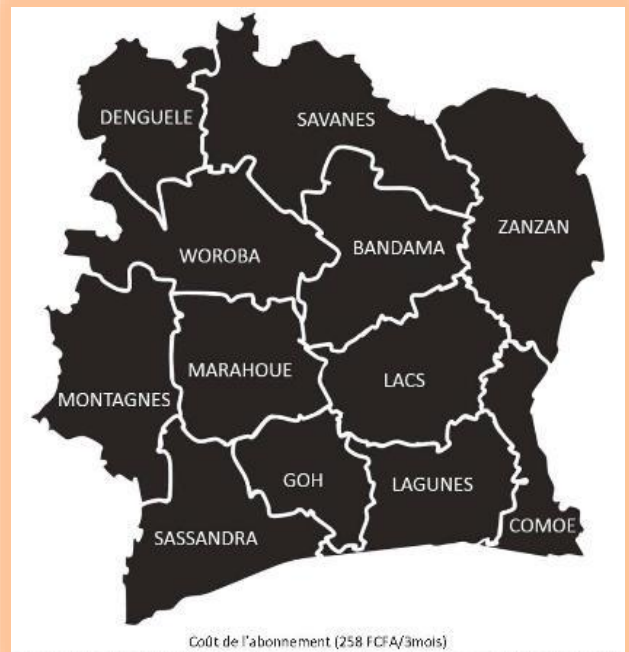 DENGUELE
SAVANES
ZANZAN
WOROBA
BANDAMA
MARAHOUE
LACS
MONTAGNES
GOH
LAGUNES
COMOE
SASSANDRA
Coût de l'abonnement (258 FCFA/3mois)